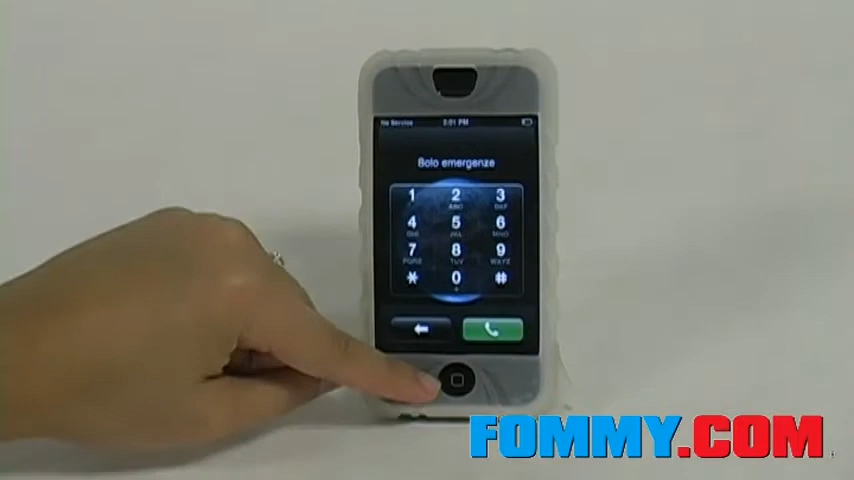 No Service 3:01 PM
Solo emergenze
1 2 3
ABC DEF
4 5 6
GHI JKL MNO
7 8 9
PQRS TUV WXYZ
* 0 #
+
FOMMY.COM